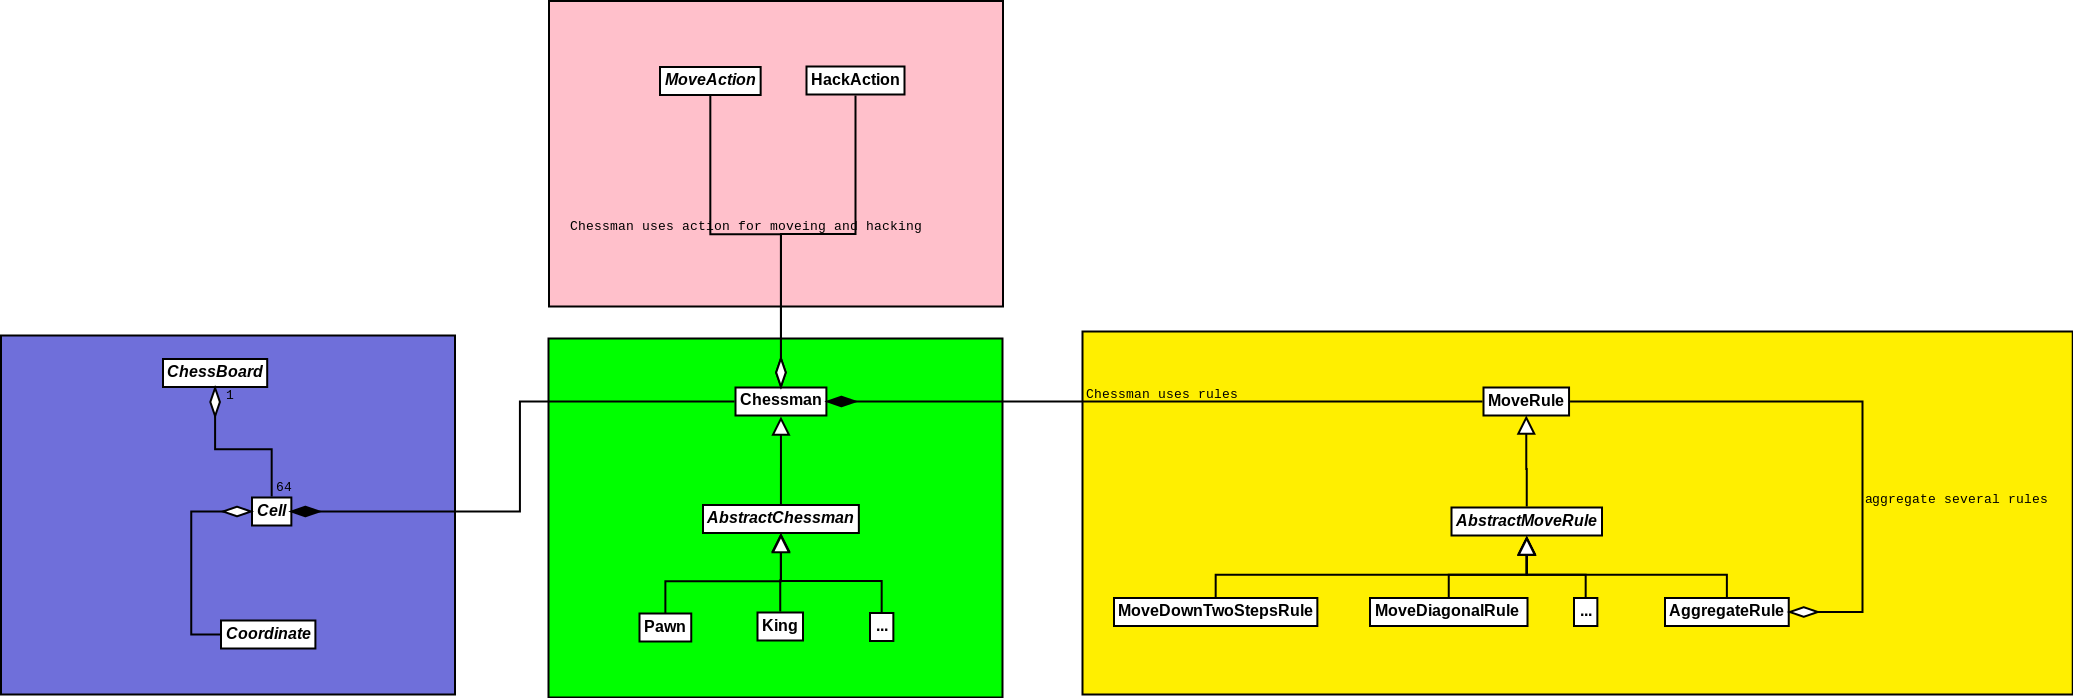 MoveAction
HackAction
Chessman uses action for moveing and hacking
ChessBoard
1
64
Cell
Coordinate
Chessman
AbstractChessman
Pawn
King
...
Chessman uses rules
MoveRule
aggregate several rules
AbstractMoveRule
MoveDownTwoStepsRule
MoveDiagonalRule
...
AggregateRule